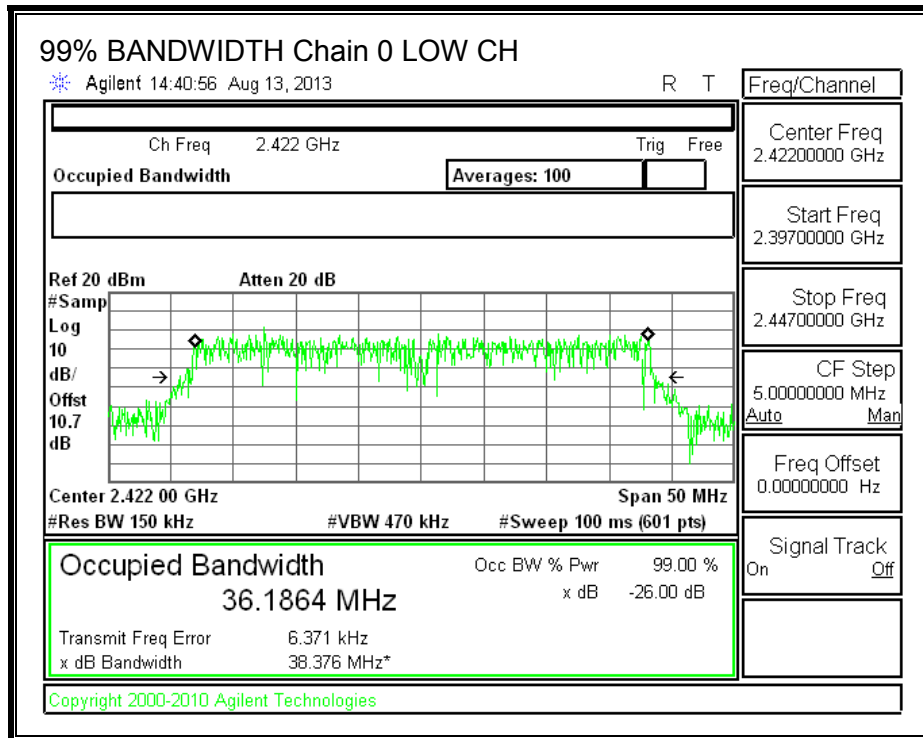 99% BANDWIDTH Chain 0 LOW CH
Agilent 14:40:56 Aug 13, 2013 R T
Ch Freq 2.422 GHz Trig Free
Occupied Bandwidth Averages: 100
Ref 20 dBm Atten 20 dB
#Samp
Log
10
dB/
Offst
10.7
dB
Center 2.422 00 GHz Span 50 MHz
#Res BW 150 kHz #VBW 470 kHz #Sweep 100 ms (601 pts)
Occupied Bandwidth Occ BW % Pwr 99.00 %
36.1864 MHz x dB -26.00 dB
Transmit Freq Error 6.371 kHz
x dB Bandwidth 38.376 MHz*
Copyright 2000-2010 Agilent Technologies
Freq/Channel
Center Freq
2.42200000 GHz
Start Freq
2.39700000 GHz
Stop Freq
2.44700000 GHz
CF Step
5.00000000 MHz
Auto Man
Freq Offset
0.00000000 Hz
Signal Track
On Off